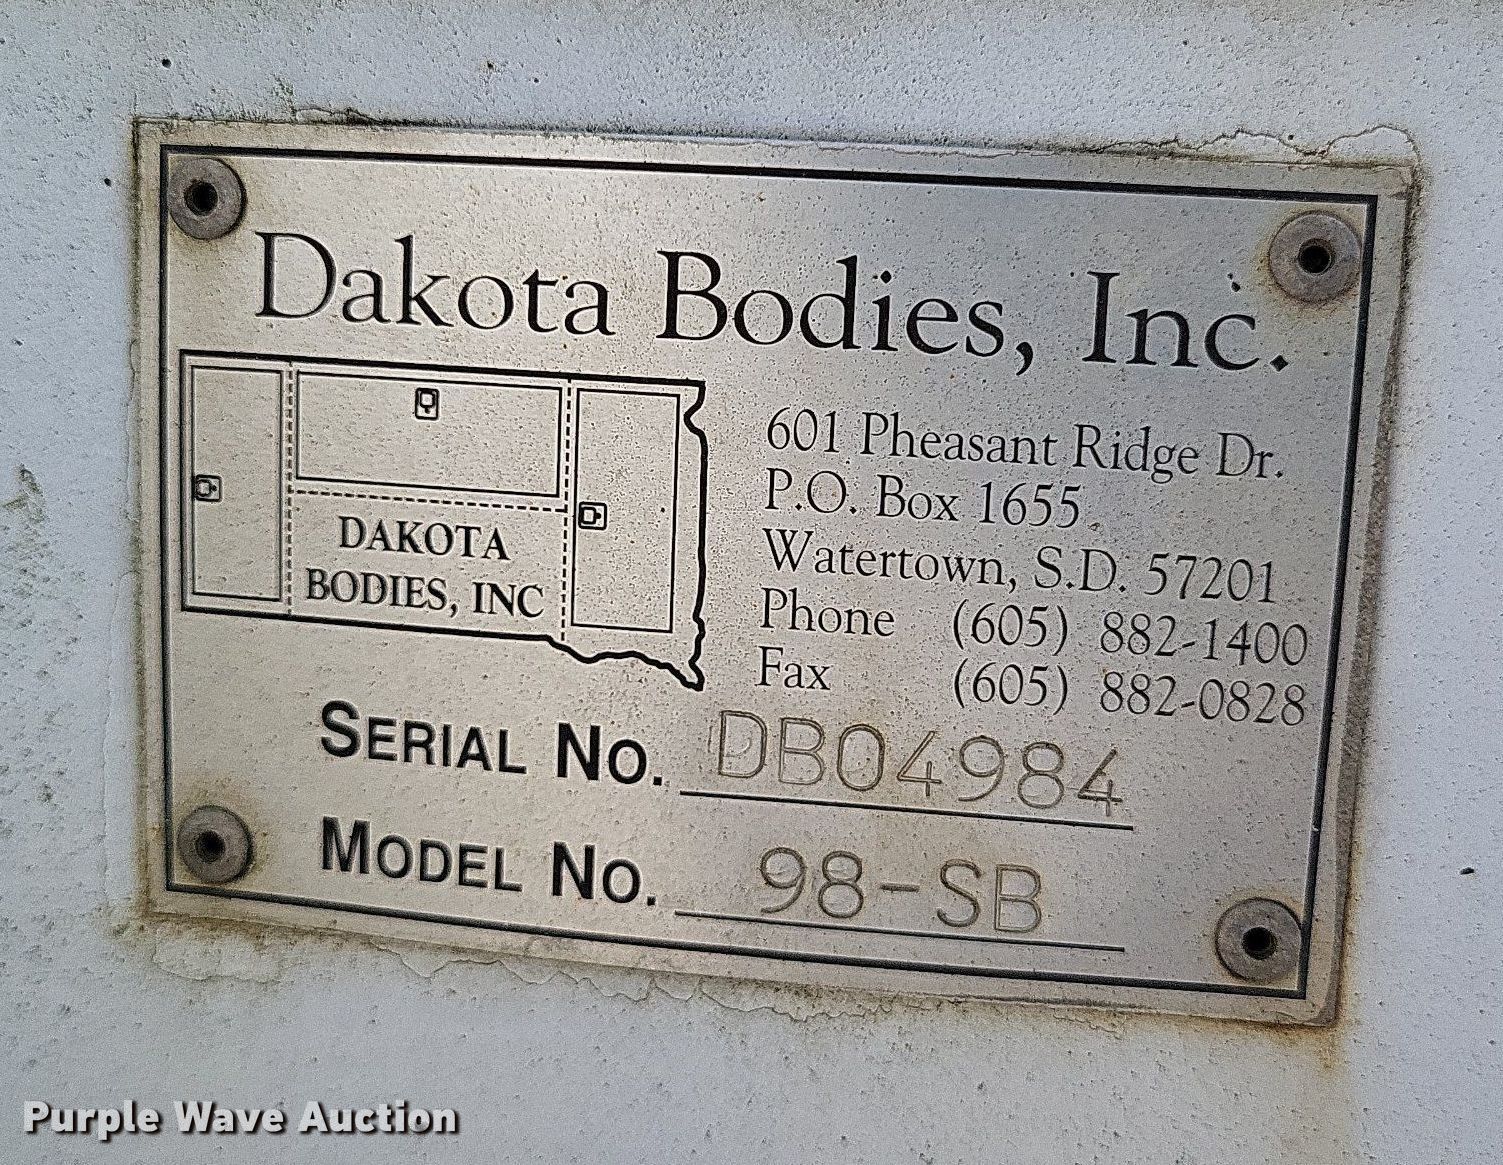 Dakota Bodies, Inc.
DAKOTA
BODIES, INC
601 Pheasant Ridge Dr.
P.O. Box 1655
Watertown, S.D. 57201
Phone (605) 882-1400
Fax (605) 882-0828
SERIAL NO. DB04984
MODEL NO. 98-SB
Purple Wave Auction